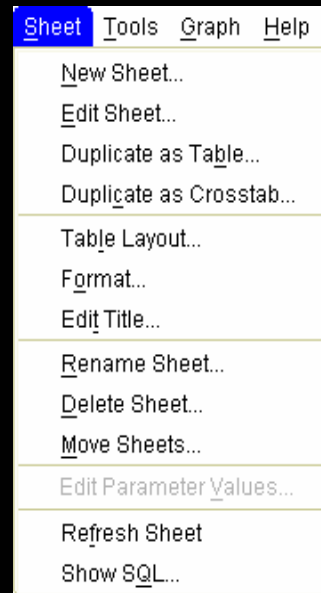 Sheet Tools Graph Help
New Sheet...
Edit Sheet...
Duplicate as Table...
Duplicate as Crosstab...
Table Layout...
Format...
Edit Title...
Rename Sheet...
Delete Sheet...
Move Sheets...
Edit Parameter Values...
Refresh Sheet
Show SQL...